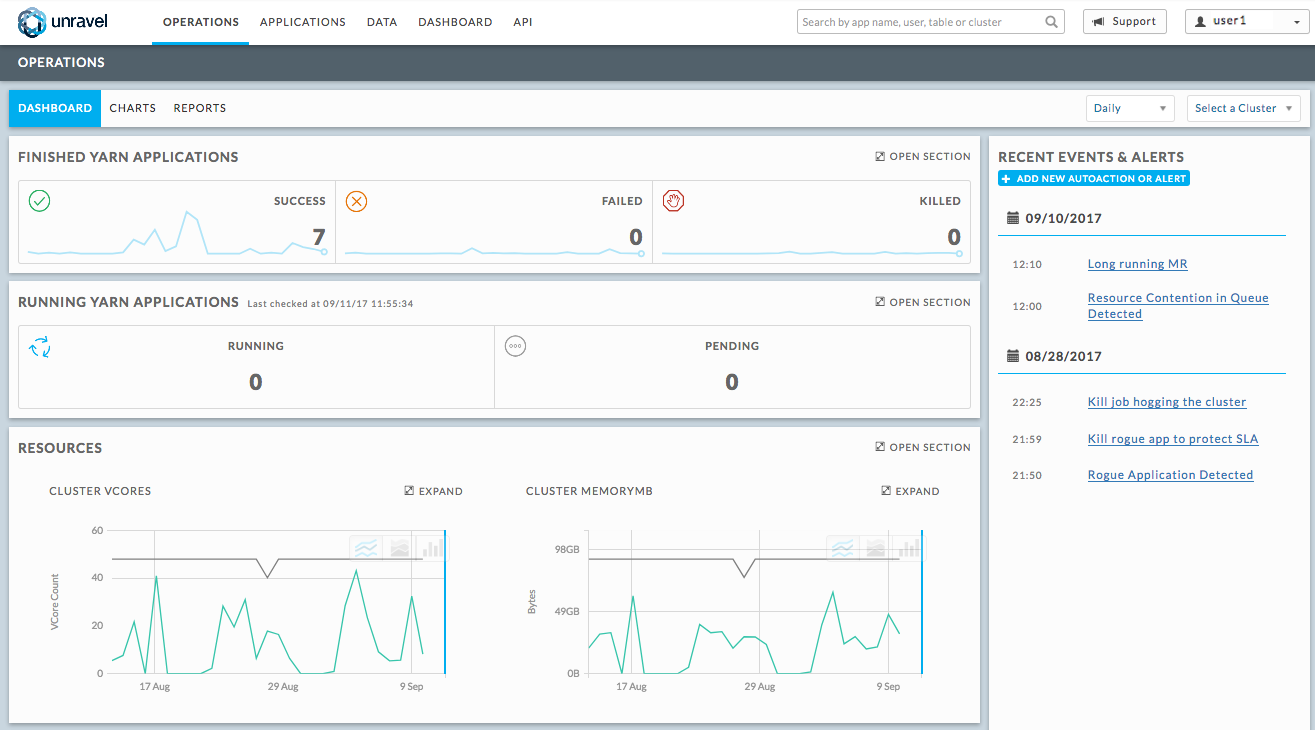 unravel
OPERATIONS
APPLICATIONS
DATA
DASHBOARD
API
Search by app name, user, table or cluster
Support
user1
OPERATIONS
DASHBOARD
CHARTS
REPORTS
Daily
Select a Cluster
FINISHED YARN APPLICATIONS
OPEN SECTION
SUCCESS
7
FAILED
0
KILLED
0
RUNNING YARN APPLICATIONS Last checked at 09/11/17 11:55:34
OPEN SECTION
RUNNING
0
PENDING
0
RESOURCES
OPEN SECTION
CLUSTER VCORES
EXPAND
VCore Count
60
40
20
0
17 Aug
29 Aug
9 Sep
CLUSTER MEMORYMB
EXPAND
Bytes
98GB
49GB
0B
17 Aug
29 Aug
9 Sep
RECENT EVENTS & ALERTS
+ ADD NEW AUTOACTION OR ALERT
09/10/2017
12:10 Long running MR
12:00 Resource Contention in Queue
Detected
08/28/2017
22:25 Kill job hogging the cluster
21:59 Kill rogue app to protect SLA
21:50 Rogue Application Detected